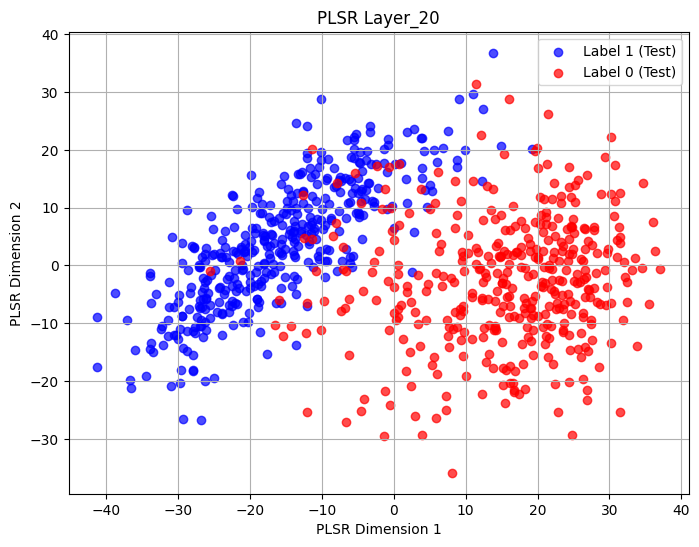 PLSR Layer_20
Label 1 (Test)
Label 0 (Test)
PLSR Dimension 2
40
30
20
10
0
−10
−20
−30
−40 −30 −20 −10 0 10 20 30 40
PLSR Dimension 1